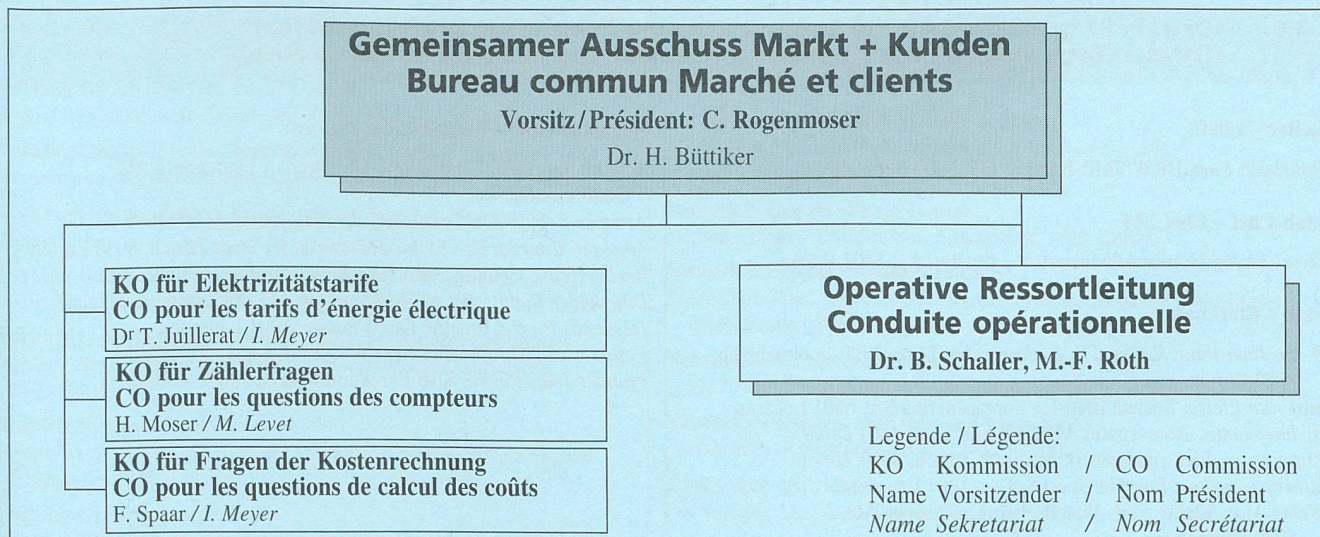 Gemeinsamer Ausschuss Markt + Kunden
Bureau commun Marché et clients
Vorsitz/Président: C. Rogenmoser
Dr. H. Büttiker
KO für Elektrizitätstarife
CO pour les tarifs d'énergie électrique
Dr T. Juillerat / I. Meyer
KO für Zählerfragen
CO pour les questions des compteurs
H. Moser / M. Levet
KO für Fragen der Kostenrechnung
CO pour les questions de calcul des coûts
F. Spaar / I. Meyer
Operative Ressortleitung
Conduite opérationnelle
Dr. B. Schaller, M.-F. Roth
Legende / Légende:
KO Kommission / CO Commission
Name Vorsitzender / Nom Président
Name Sekretariat / Nom Secrétariat